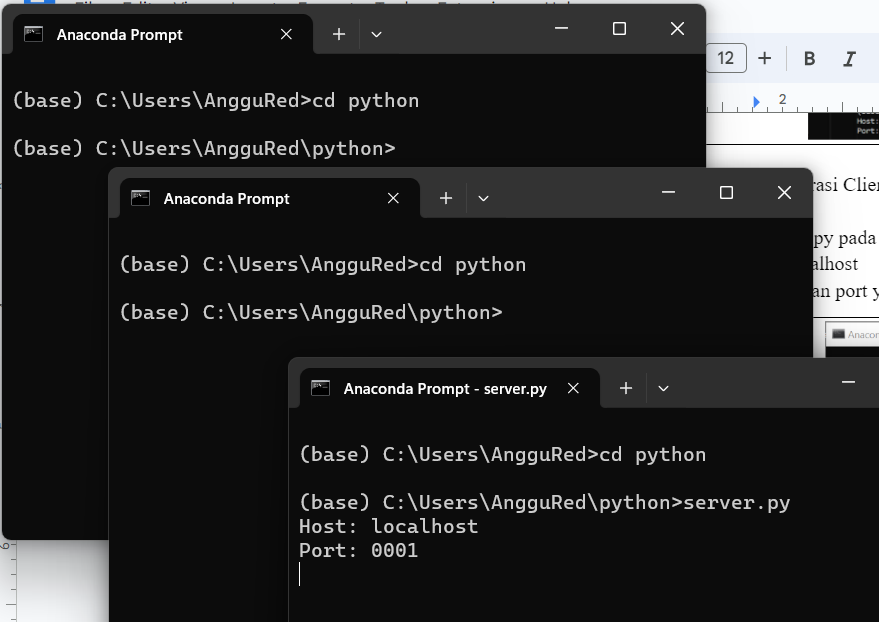 Anaconda Prompt
(base) C:\Users\AngguRed>cd python
(base) C:\Users\AngguRed\python>
12
B
I
2
Host:
Port:
Anaconda Prompt
(base) C:\Users\AngguRed>cd python
(base) C:\Users\AngguRed\python>
rasi Clien
py pada
alhost
an port y
Anacon
Anaconda Prompt - server.py
(base) C:\Users\AngguRed>cd python
(base) C:\Users\AngguRed\python>server.py
Host: localhost
Port: 0001